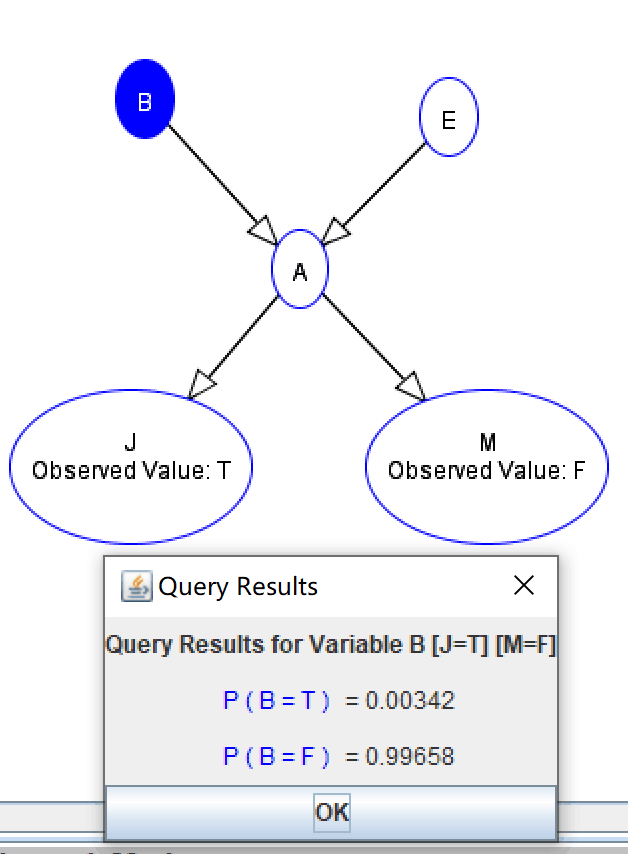 B
E
A
J
Observed Value: T
M
Observed Value: F
Query Results
Query Results for Variable B [J=T] [M=F]
P ( B = T ) = 0.00342
P ( B = F ) = 0.99658
OK